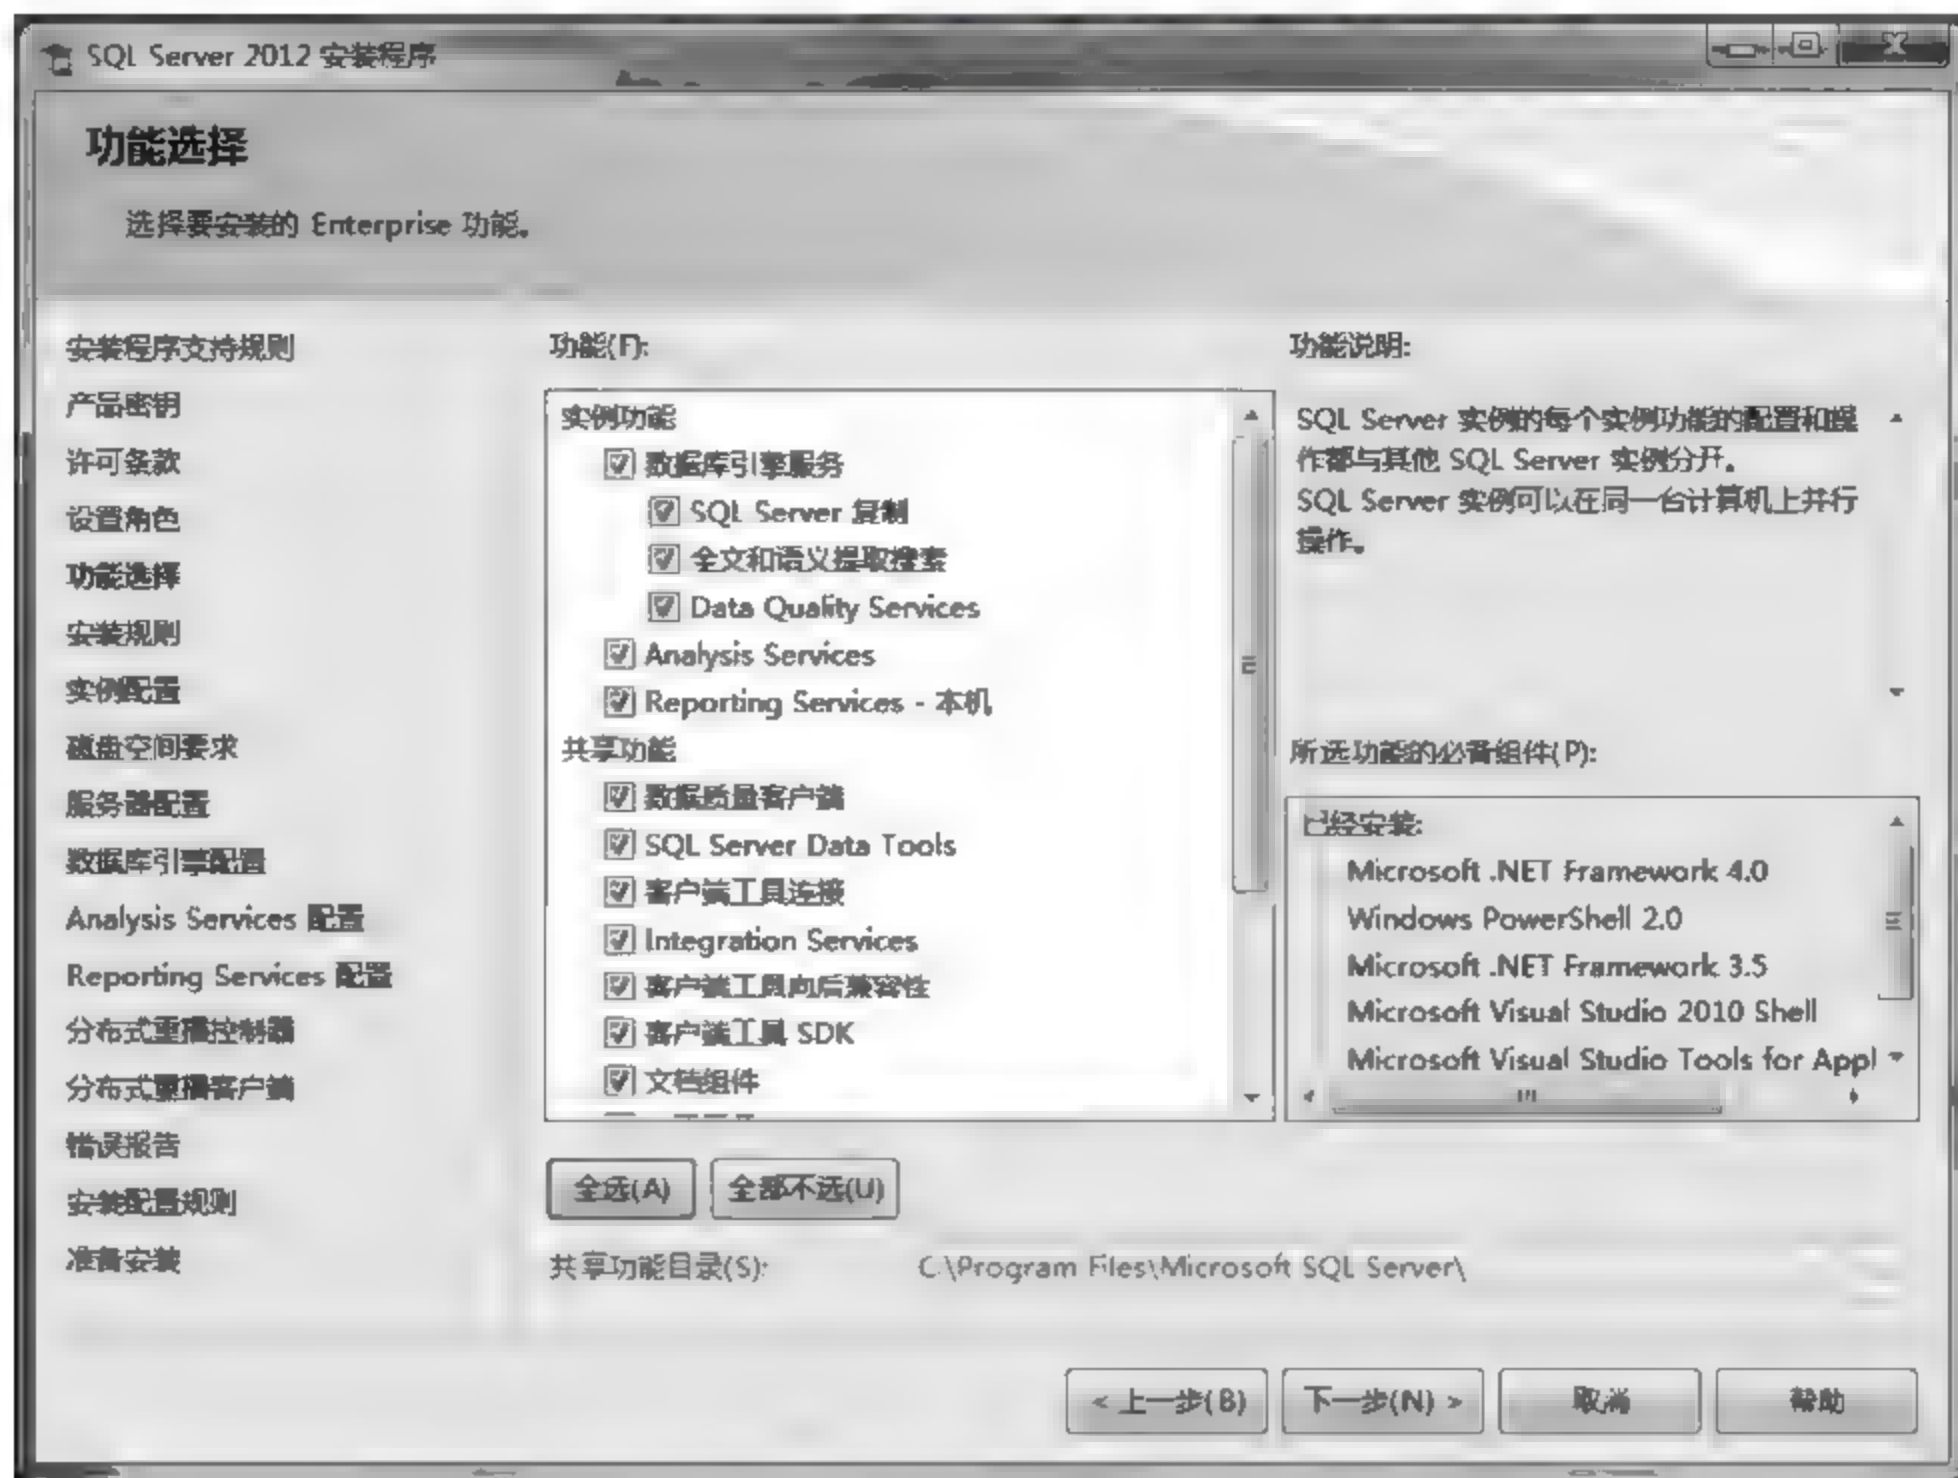 SQL Server 2012 安装程序
功能选择
选择要安装的 Enterprise 功能。
安装程序支持规则
产品密钥
许可条款
设置角色
功能选择
安装规则
实例配置
磁盘空间要求
服务器配置
数据库引擎配置
Analysis Services 配置
Reporting Services 配置
分布式重播控制器
分布式重播客户端
错误报告
安装配置规则
准备安装
功能(F):
实例功能
数据库引擎服务
SQL Server 复制
全文和语义提取搜索
Data Quality Services
Analysis Services
Reporting Services - 本机
共享功能
数据质量客户端
SQL Server Data Tools
客户端工具连接
Integration Services
客户端工具向后兼容性
客户端工具 SDK
文档组件
全选(A)
全部不选(U)
共享功能目录(S):
C:\Program Files\Microsoft SQL Server\
功能说明:
SQL Server 实例的每个实例功能的配置和操
作都与其他 SQL Server 实例分开。
SQL Server 实例可以在同一台计算机上并行
操作。
所选功能的必备组件(P):
已经安装:
Microsoft .NET Framework 4.0
Windows PowerShell 2.0
Microsoft .NET Framework 3.5
Microsoft Visual Studio 2010 Shell
Microsoft Visual Studio Tools for Appl
< 上一步(B)
下一步(N) >
取消
帮助